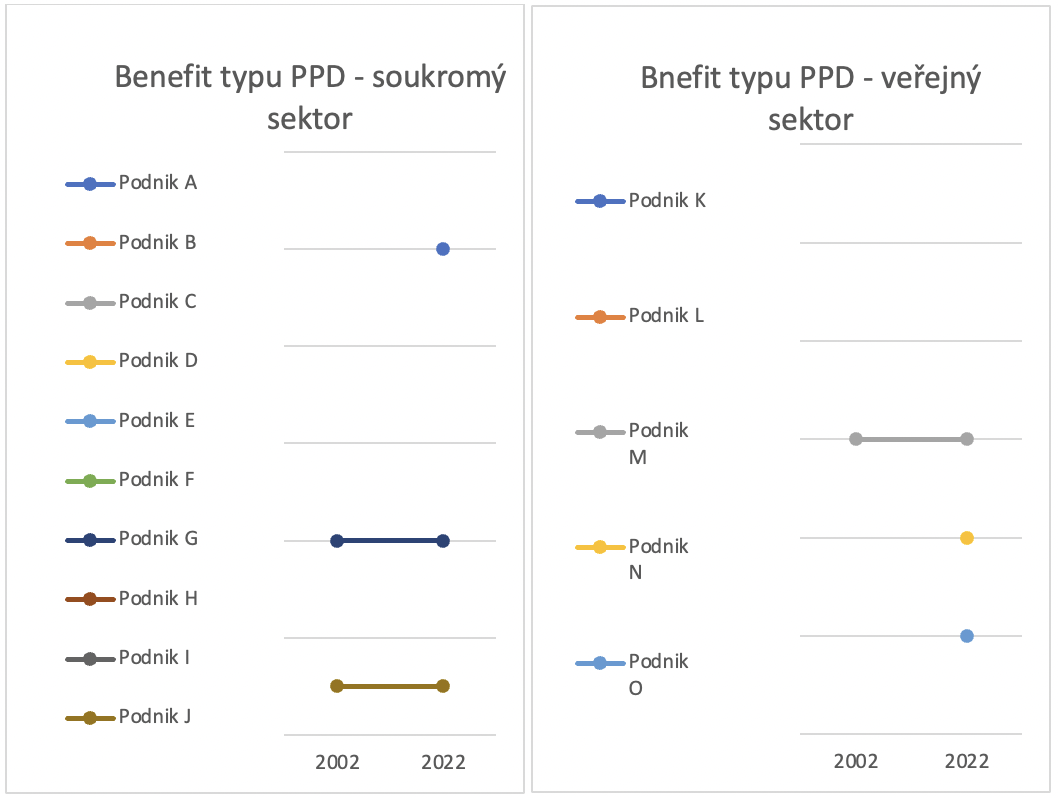 Benefit typu PPD - soukromý
sektor
Podnik A
Podnik B
Podnik C
Podnik D
Podnik E
Podnik F
Podnik G
Podnik H
Podnik I
Podnik J
2002 2022
Bnefit typu PPD - veřejný
sektor
Podnik K
Podnik L
Podnik
M
Podnik
N
Podnik
O
2002 2022